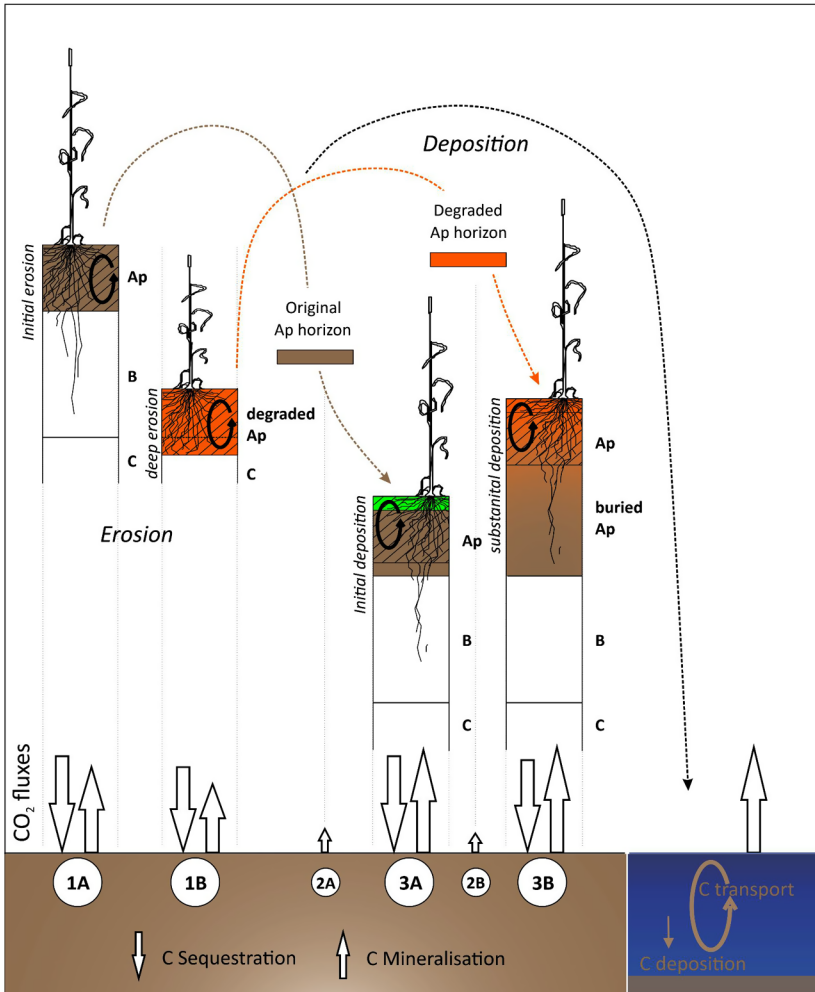 Deposition
Degraded
Ap horizon
Initial erosion
Ap
Original
Ap horizon
B
deep erosion
degraded
Ap
C
C
substanital deposition
Ap
buried
Ap
Erosion
Initial deposition
Ap
B
B
C
C
CO2 fluxes
1A
1B
2A
3A
2B
3B
C transport
C Sequestration
C Mineralisation
C deposition